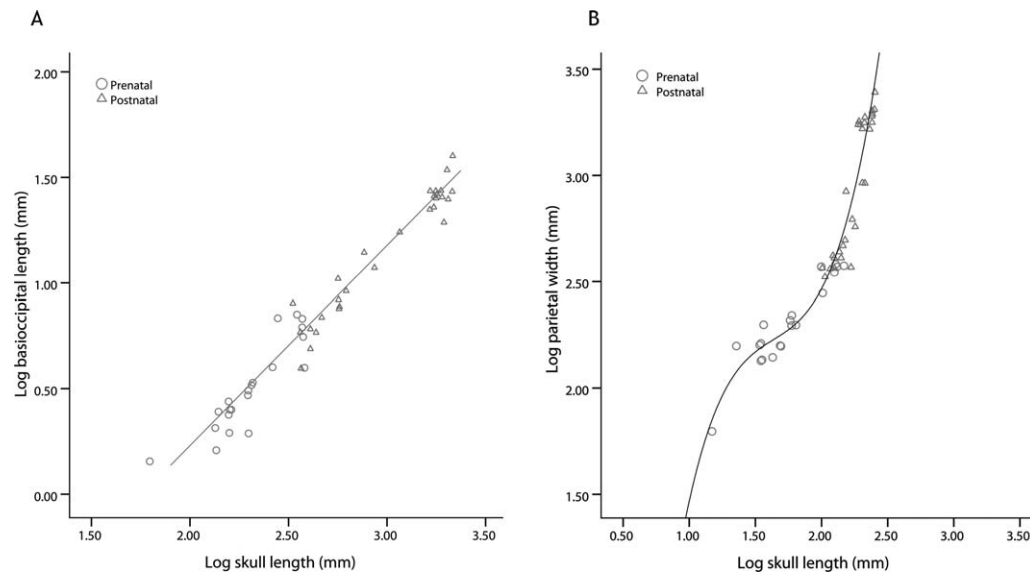 A
Log basioccipital length (mm)
2.00
1.50
1.00
0.50
0.00
Prenatal
Postnatal
1.50 2.00 2.50 3.00 3.50
Log skull length (mm)
B
Log parietal width (mm)
3.50
3.00
2.50
2.00
1.50
Prenatal
Postnatal
0.50 1.00 1.50 2.00 2.50 3.00 3.50
Log skull length (mm)